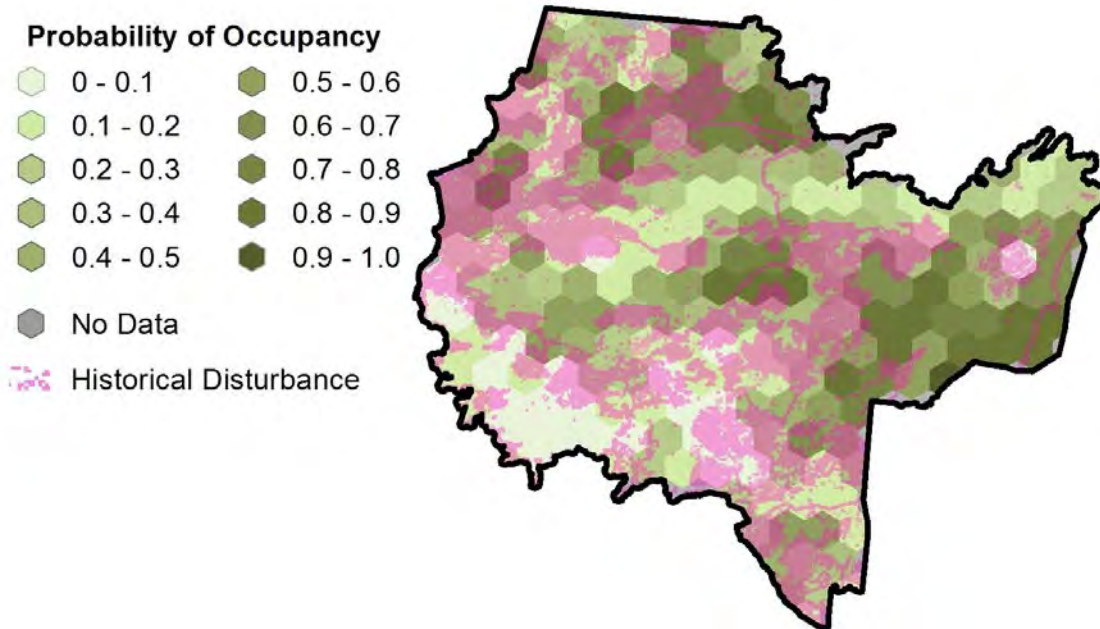 Probability of Occupancy
0 - 0.1
0.1 - 0.2
0.2 - 0.3
0.3 - 0.4
0.4 - 0.5
0.5 - 0.6
0.6 - 0.7
0.7 - 0.8
0.8 - 0.9
0.9 - 1.0
No Data
Historical Disturbance